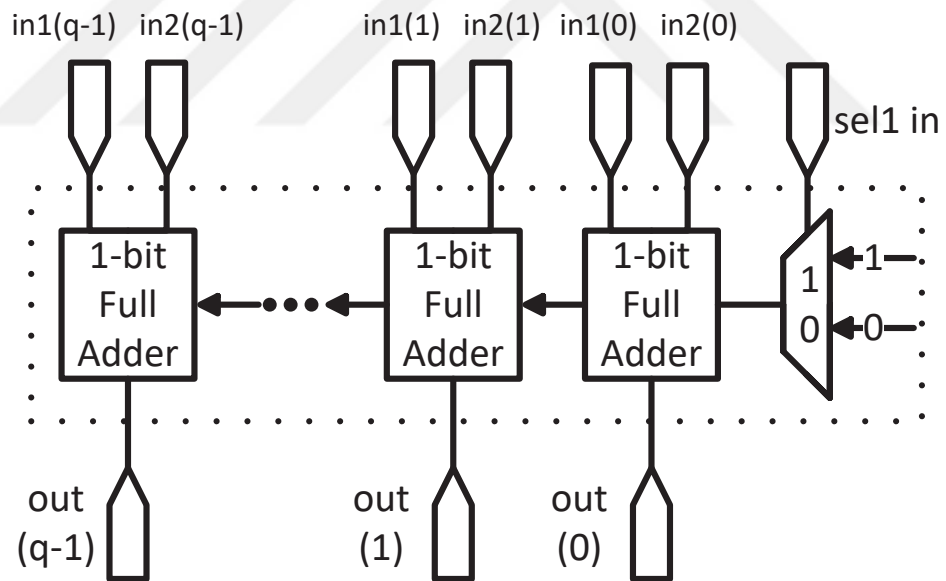 in1(q-1) in2(q-1) in1(1) in2(1) in1(0) in2(0)
sel1 in
1-bit
Full
Adder
1-bit
Full
Adder
1-bit
Full
Adder
1
0
1
0
out
(q-1)
out
(1)
out
(0)